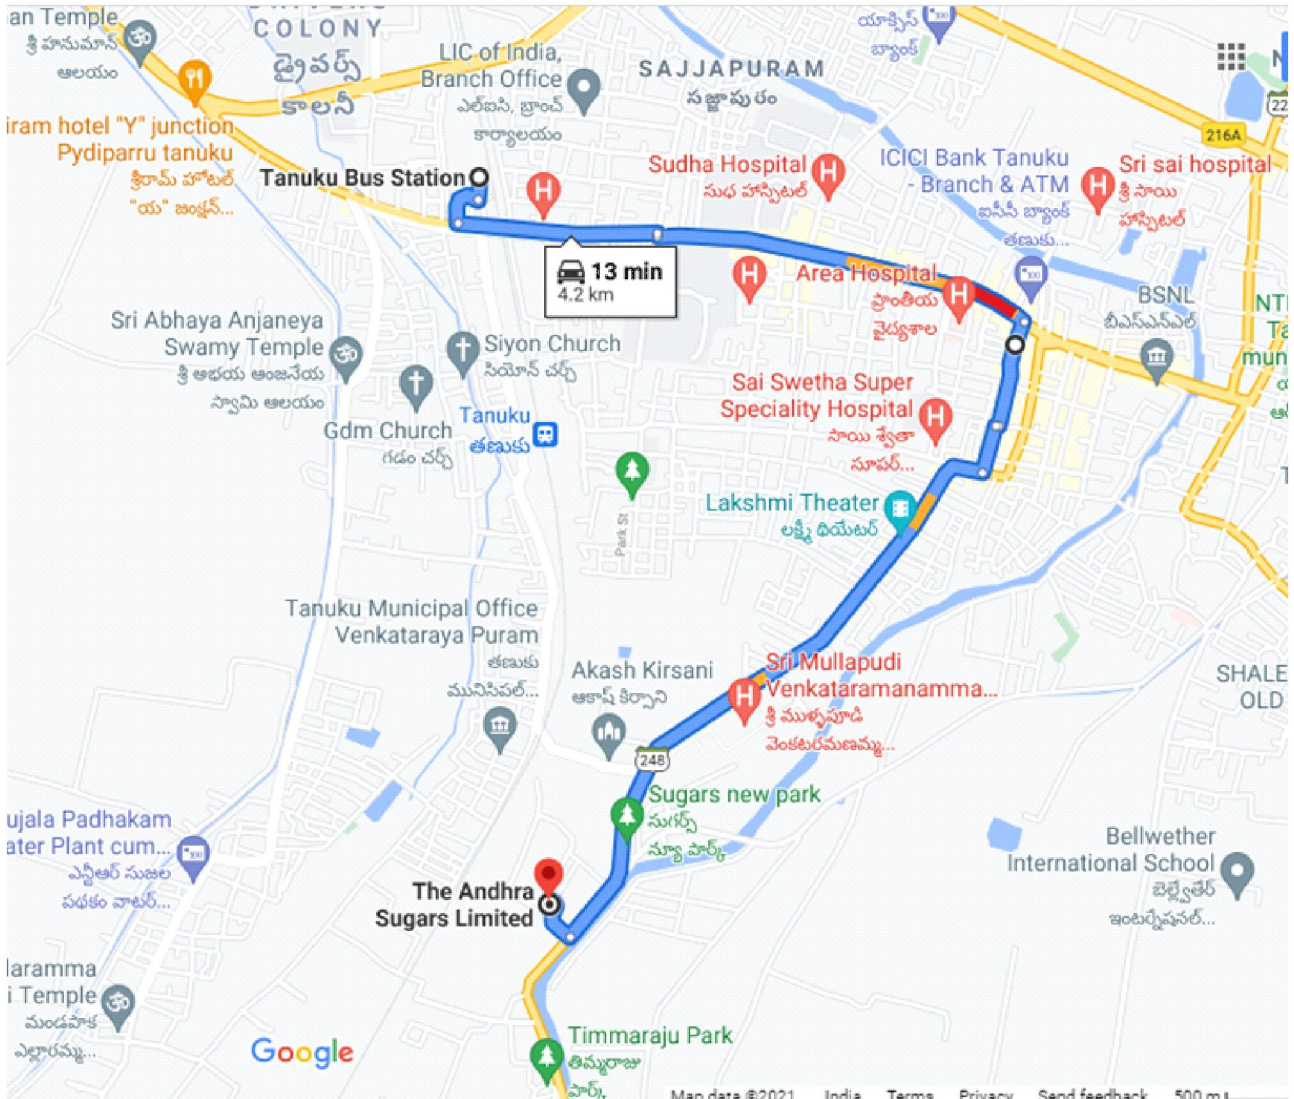 an Temple
శ్రీ హనుమాన్
ఆలయం
COLONY
డ్రైవర్స్
కాలనీ
LIC of India,
Branch Office
ఎల్ఐసి, బ్రాంచ్
కార్యాలయం
SAJJAPURAM
సజ్జాపురం
యాక్సిస్
బ్యాంక్
N
22
216A
iram hotel "Y" junction
Pydiparru tanuku
శ్రీరామ్ హోటల్
"య" జంక్షన్...
Tanuku Bus Station
Sudha Hospital
సుధ హాస్పిటల్
ICICI Bank Tanuku
- Branch & ATM
ఐసీసీ బ్యాంక్
తణుకు...
Sri sai hospital
శ్రీ సాయి
హాస్పిటల్
13 min
4.2 km
Area Hospital
ప్రాంతీయ
వైద్యశాల
BSNL
బీఎస్ఎన్ఎల్
NT
Ta
mun
Sri Abhaya Anjaneya
Swamy Temple
శ్రీ అభయ ఆంజనేయ
స్వామి ఆలయం
Siyon Church
సియోన్ చర్చ్
Gdm Church
గడం చర్చ్
Tanuku
తణుకు
Sai Swetha Super
Speciality Hospital
సాయి శ్వేతా
సూపర్...
Lakshmi Theater
లక్ష్మీ థియేటర్
Park St
Tanuku Municipal Office
Venkataraya Puram
తణుకు
మునిసిపల్...
Akash Kirsani
ఆకాష్ కిర్సాని
Sri Mullapudi
Venkataramanamma...
శ్రీ ముళ్ళపూడి
వెంకటరమణమ్మ...
SHALE
OLD
248
Sugars new park
సుగర్స్
న్యూ పార్క్
ujala Padhakam
ater Plant cum...
ఎన్టీఆర్ సుజల
పథకం వాటర్...
The Andhra
Sugars Limited
Bellwether
International School
బెల్వేతేర్
ఇంటర్నేషనల్...
laramma
i Temple
మండపాక
ఎల్లారమ్మ...
Google
Timmaraju Park
తిమ్మరాజు
పార్క్
Map data ©2021 India Terms Privacy Send feedback 500 m